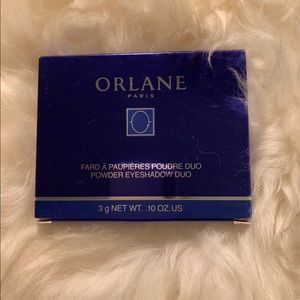 ORLANE
PARIS
FARD À PAUPIÈRES POUDRE DUO
POWDER EYESHADOW DUO
3 g NET WT. .10 OZ.US